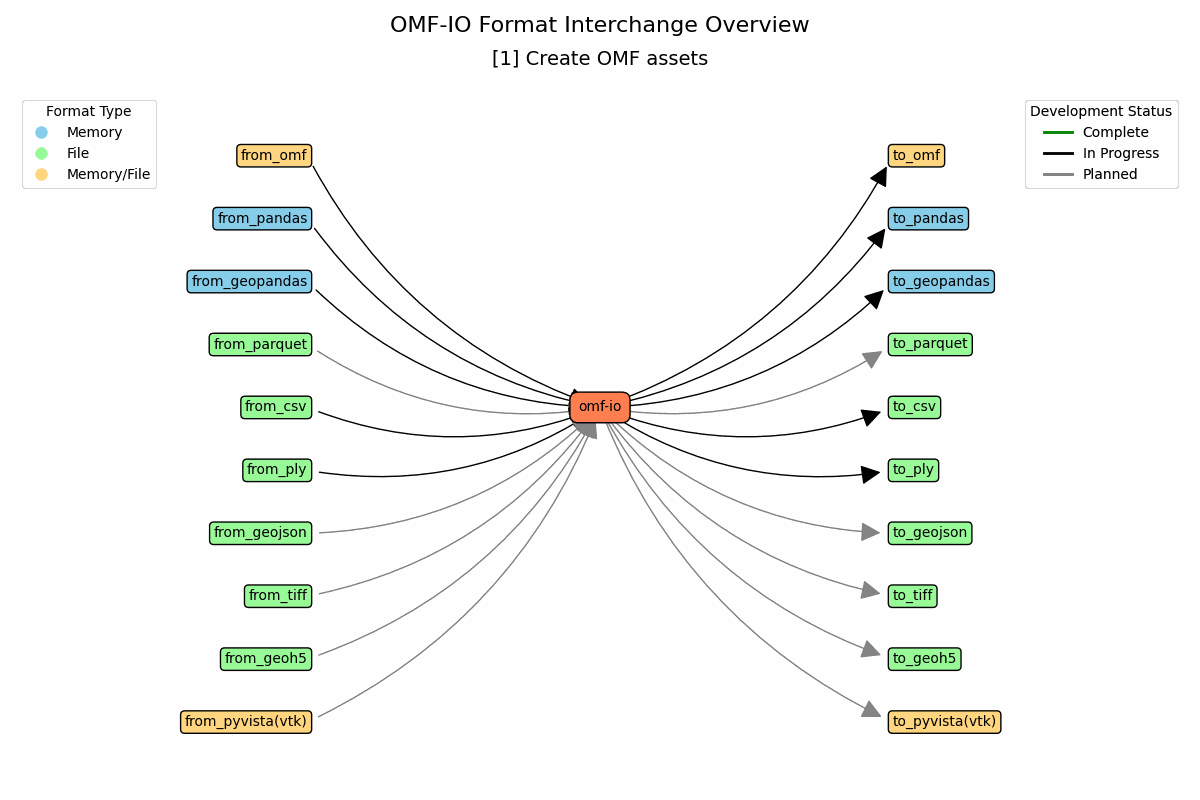 OMF-IO Format Interchange Overview
[1] Create OMF assets
Format Type
Memory
File
Memory/File
Development Status
Complete
In Progress
Planned
from_omf
from_pandas
from_geopandas
from_parquet
from_csv
from_ply
from_geojson
from_tiff
from_geoh5
from_pyvista(vtk)
omf-io
to_omf
to_pandas
to_geopandas
to_parquet
to_csv
to_ply
to_geojson
to_tiff
to_geoh5
to_pyvista(vtk)